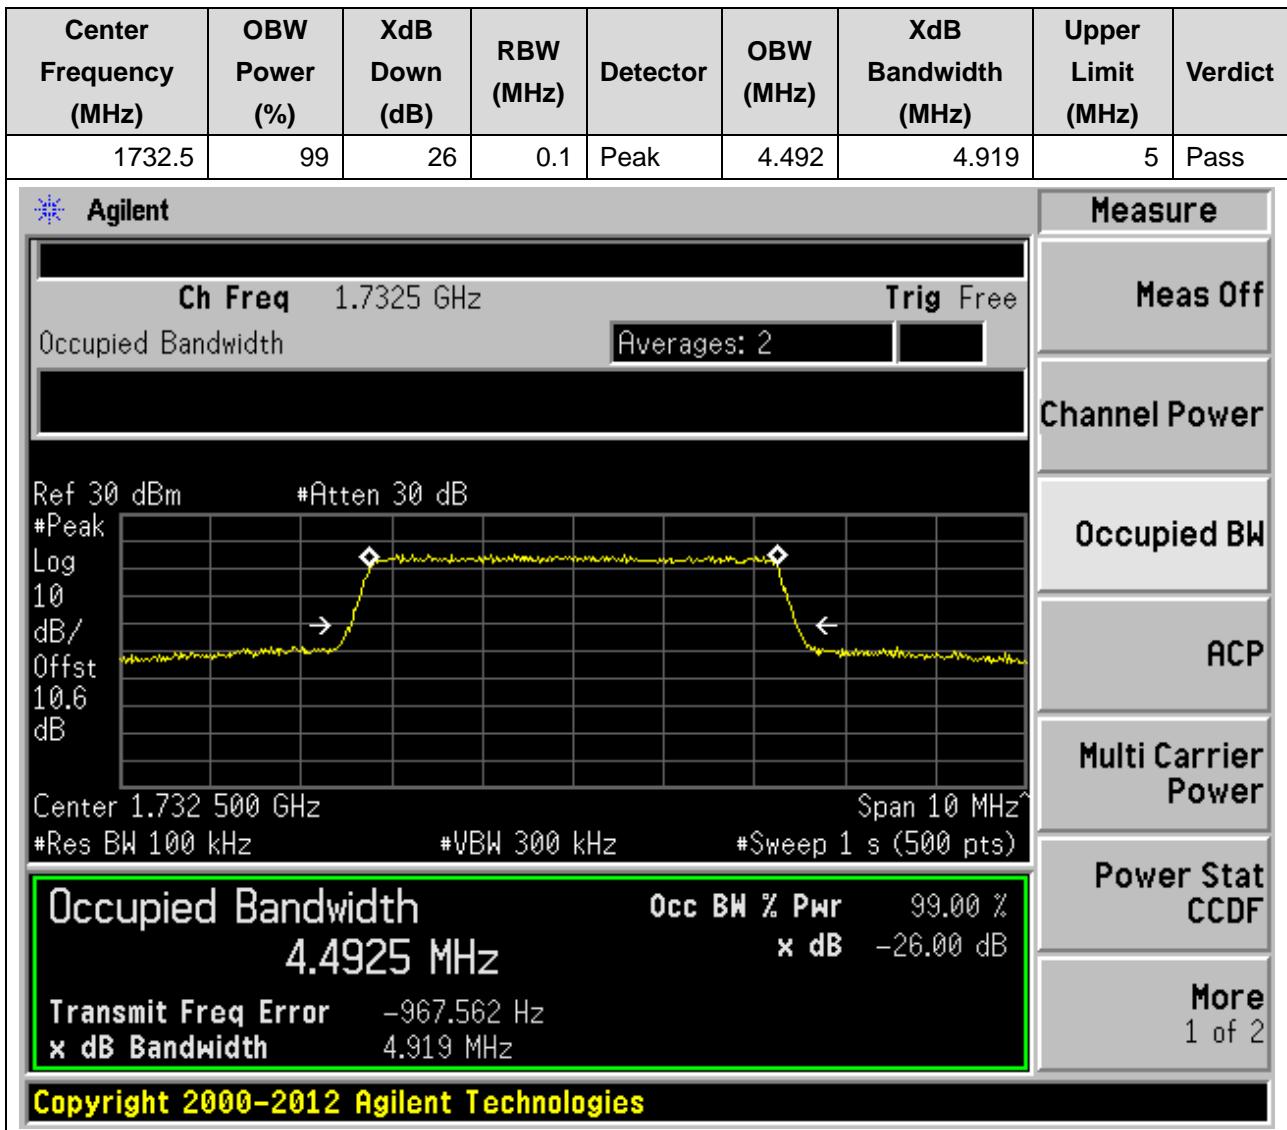 Center Frequency (MHz) OBW Power (%) XdB Down (dB) RBW (MHz) Detector OBW (MHz) XdB Bandwidth (MHz) Upper Limit (MHz) Verdict
1732.5 99 26 0.1 Peak 4.492 4.919 5 Pass
Agilent
Measure
Ch Freq 1.7325 GHz Trig Free
Meas Off
Occupied Bandwidth Averages: 2
Channel Power
Ref 30 dBm #Atten 30 dB
#Peak
Log
10
dB/
Offst
10.6
dB
Occupied BW
ACP
Multi Carrier
Power
Center 1.732 500 GHz Span 10 MHz^
#Res BW 100 kHz #VBW 300 kHz #Sweep 1 s (500 pts)
Power Stat
CCDF
Occupied Bandwidth Occ BW % Pwr 99.00 %
4.4925 MHz x dB -26.00 dB
Transmit Freq Error -967.562 Hz
x dB Bandwidth 4.919 MHz
More
1 of 2
Copyright 2000-2012 Agilent Technologies